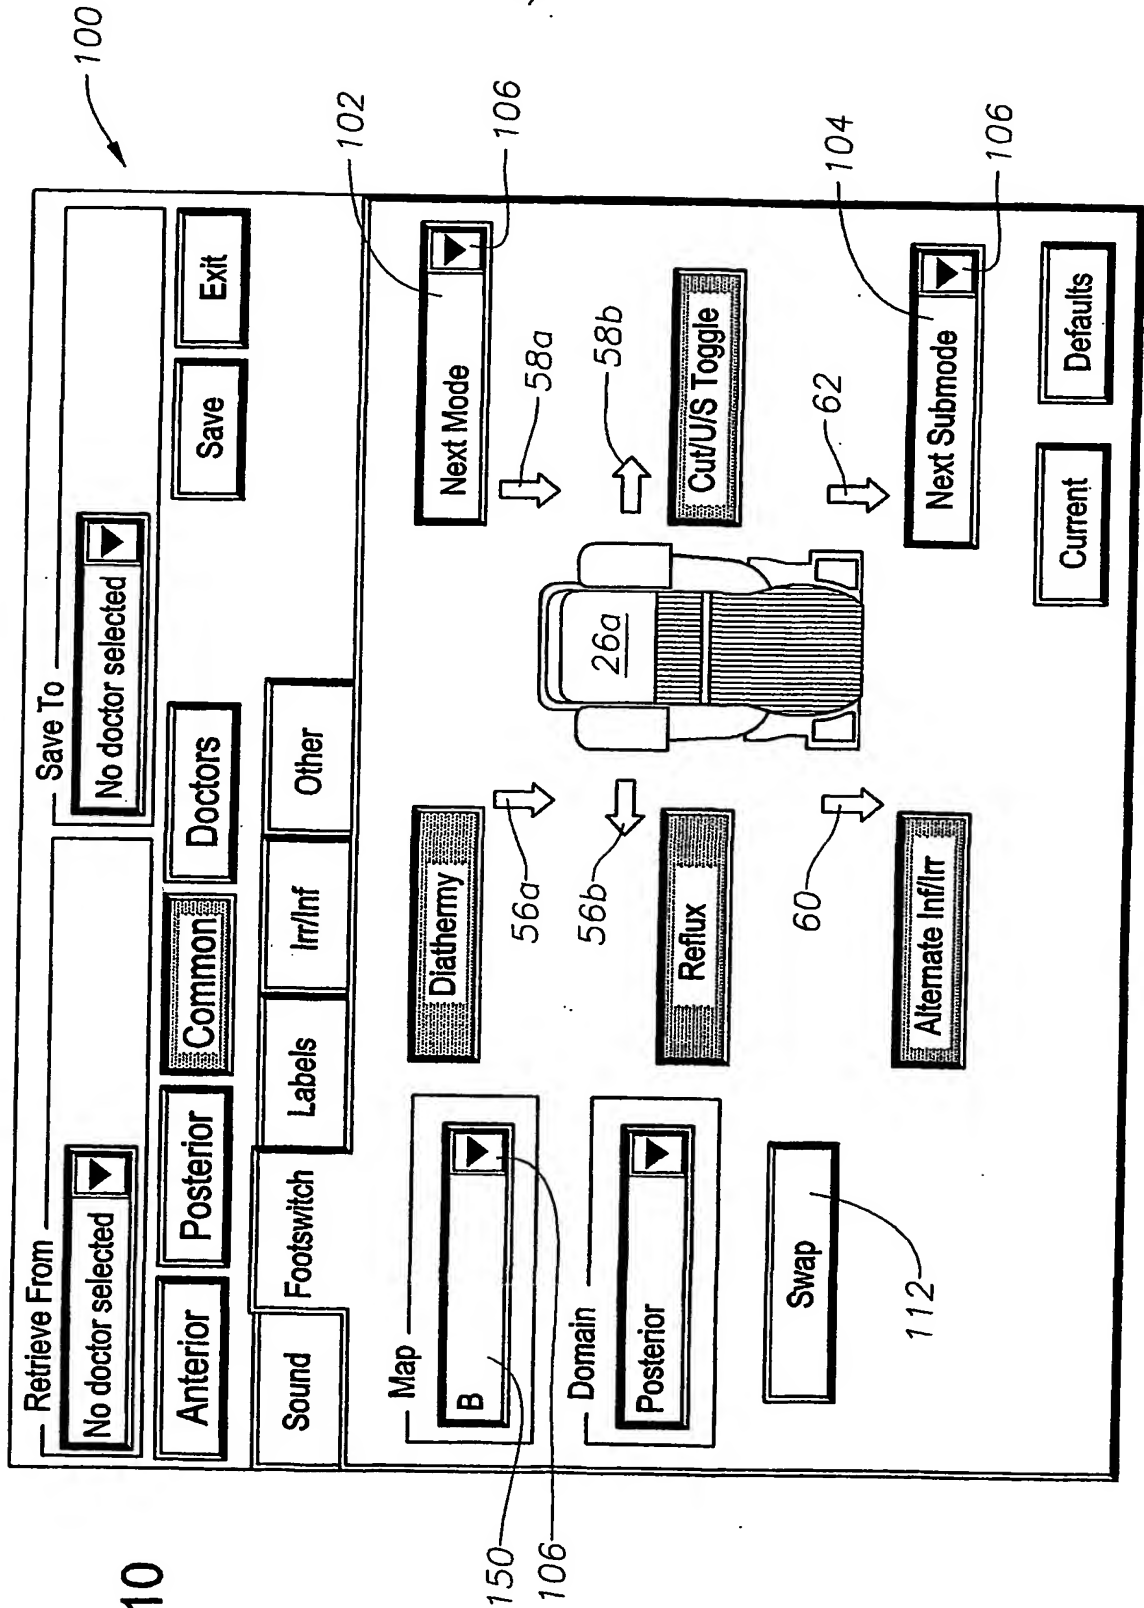 100
Retrieve From
Save To
No doctor selected
No doctor selected
Anterior
Posterior
Common
Doctors
Save
Exit
Sound
Footswitch
Labels
Irr/Inf
Other
Map
B
150
106
Diathermy
Next Mode
102
106
56a
58a
Domain
Posterior
56b
58b
Reflux
26a
Cut/U/S Toggle
Swap
112
60
62
Alternate Inf/Irr
Next Submode
104
106
Current
Defaults
10